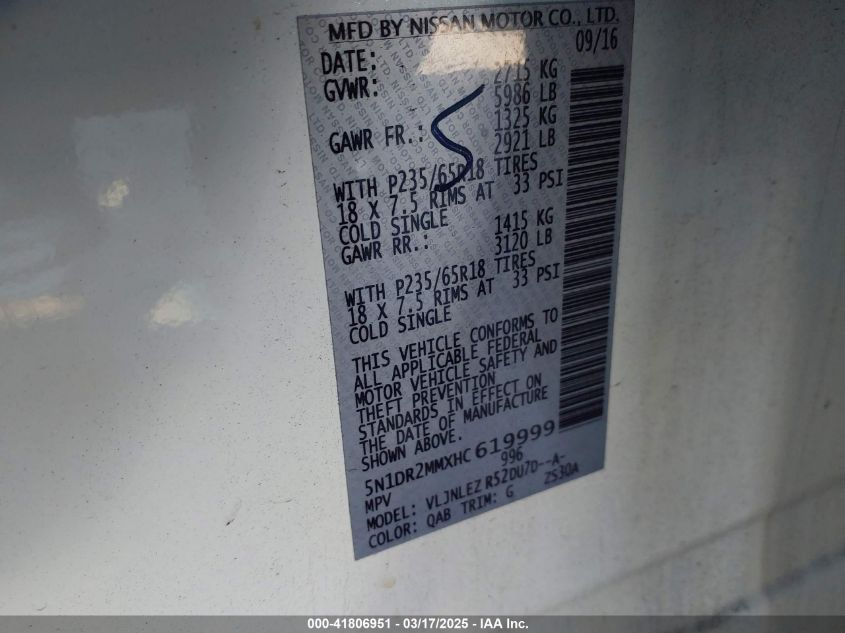 MFD BY NISSAN MOTOR CO., LTD.
DATE: 09/16
GVWR: 2715 KG
5986 LB
GAWR FR.: 1325 KG
2921 LB
WITH P235/65R18 TIRES
18 X 7.5 RIMS AT 33 PSI
COLD SINGLE
GAWR RR.: 1415 KG
3120 LB
WITH P235/65R18 TIRES
18 X 7.5 RIMS AT 33 PSI
COLD SINGLE
THIS VEHICLE CONFORMS TO
ALL APPLICABLE FEDERAL
MOTOR VEHICLE SAFETY AND
THEFT PREVENTION
STANDARDS IN EFFECT ON
THE DATE OF MANUFACTURE
SHOWN ABOVE.
5N1DR2MMXHC619999
MPV 996
MODEL: VLJNLEZ R52DU7D--A-
COLOR: QAB TRIM: G ZS30A
000-41806951 - 03/17/2025 - IAA, Inc.